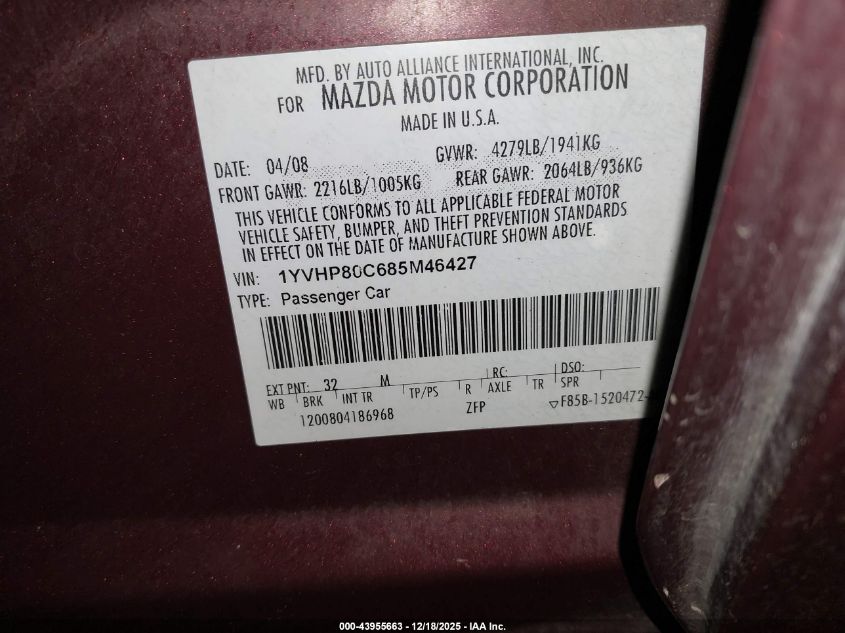 MFD. BY AUTO ALLIANCE INTERNATIONAL, INC.
FOR MAZDA MOTOR CORPORATION
MADE IN U.S.A.
DATE: 04/08 GVWR: 4279LB/1941KG
FRONT GAWR: 2216LB/1005KG REAR GAWR: 2064LB/936KG
THIS VEHICLE CONFORMS TO ALL APPLICABLE FEDERAL MOTOR
VEHICLE SAFETY, BUMPER, AND THEFT PREVENTION STANDARDS
IN EFFECT ON THE DATE OF MANUFACTURE SHOWN ABOVE.
VIN: 1YVHP80C685M46427
TYPE: Passenger Car
EXT PNT: 32 M RC: DSO:
WB BRK INT TR TP/PS R AXLE TR SPR
1200804186968 ZFP ▽F85B-1520472-
000-43955663 - 12/18/2025 - IAA Inc.